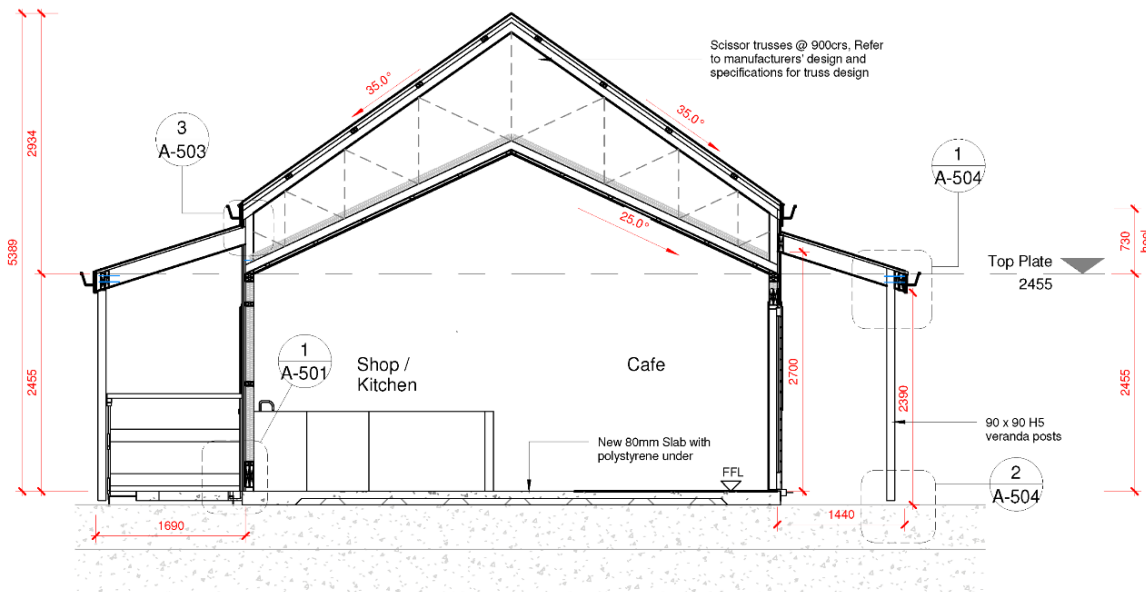 Scissor trusses @ 900crs, Refer
to manufacturers' design and
specifications for truss design
35.0°
35.0°
3
A-503
1
A-504
2934
5389
730
25.0°
Top Plate
2455
1
A-501
Shop /
Kitchen
Cafe
2700
2390
2455
2455
New 80mm Slab with
polystyrene under
FFL
90 x 90 H5
veranda posts
2
A-504
1690
1440